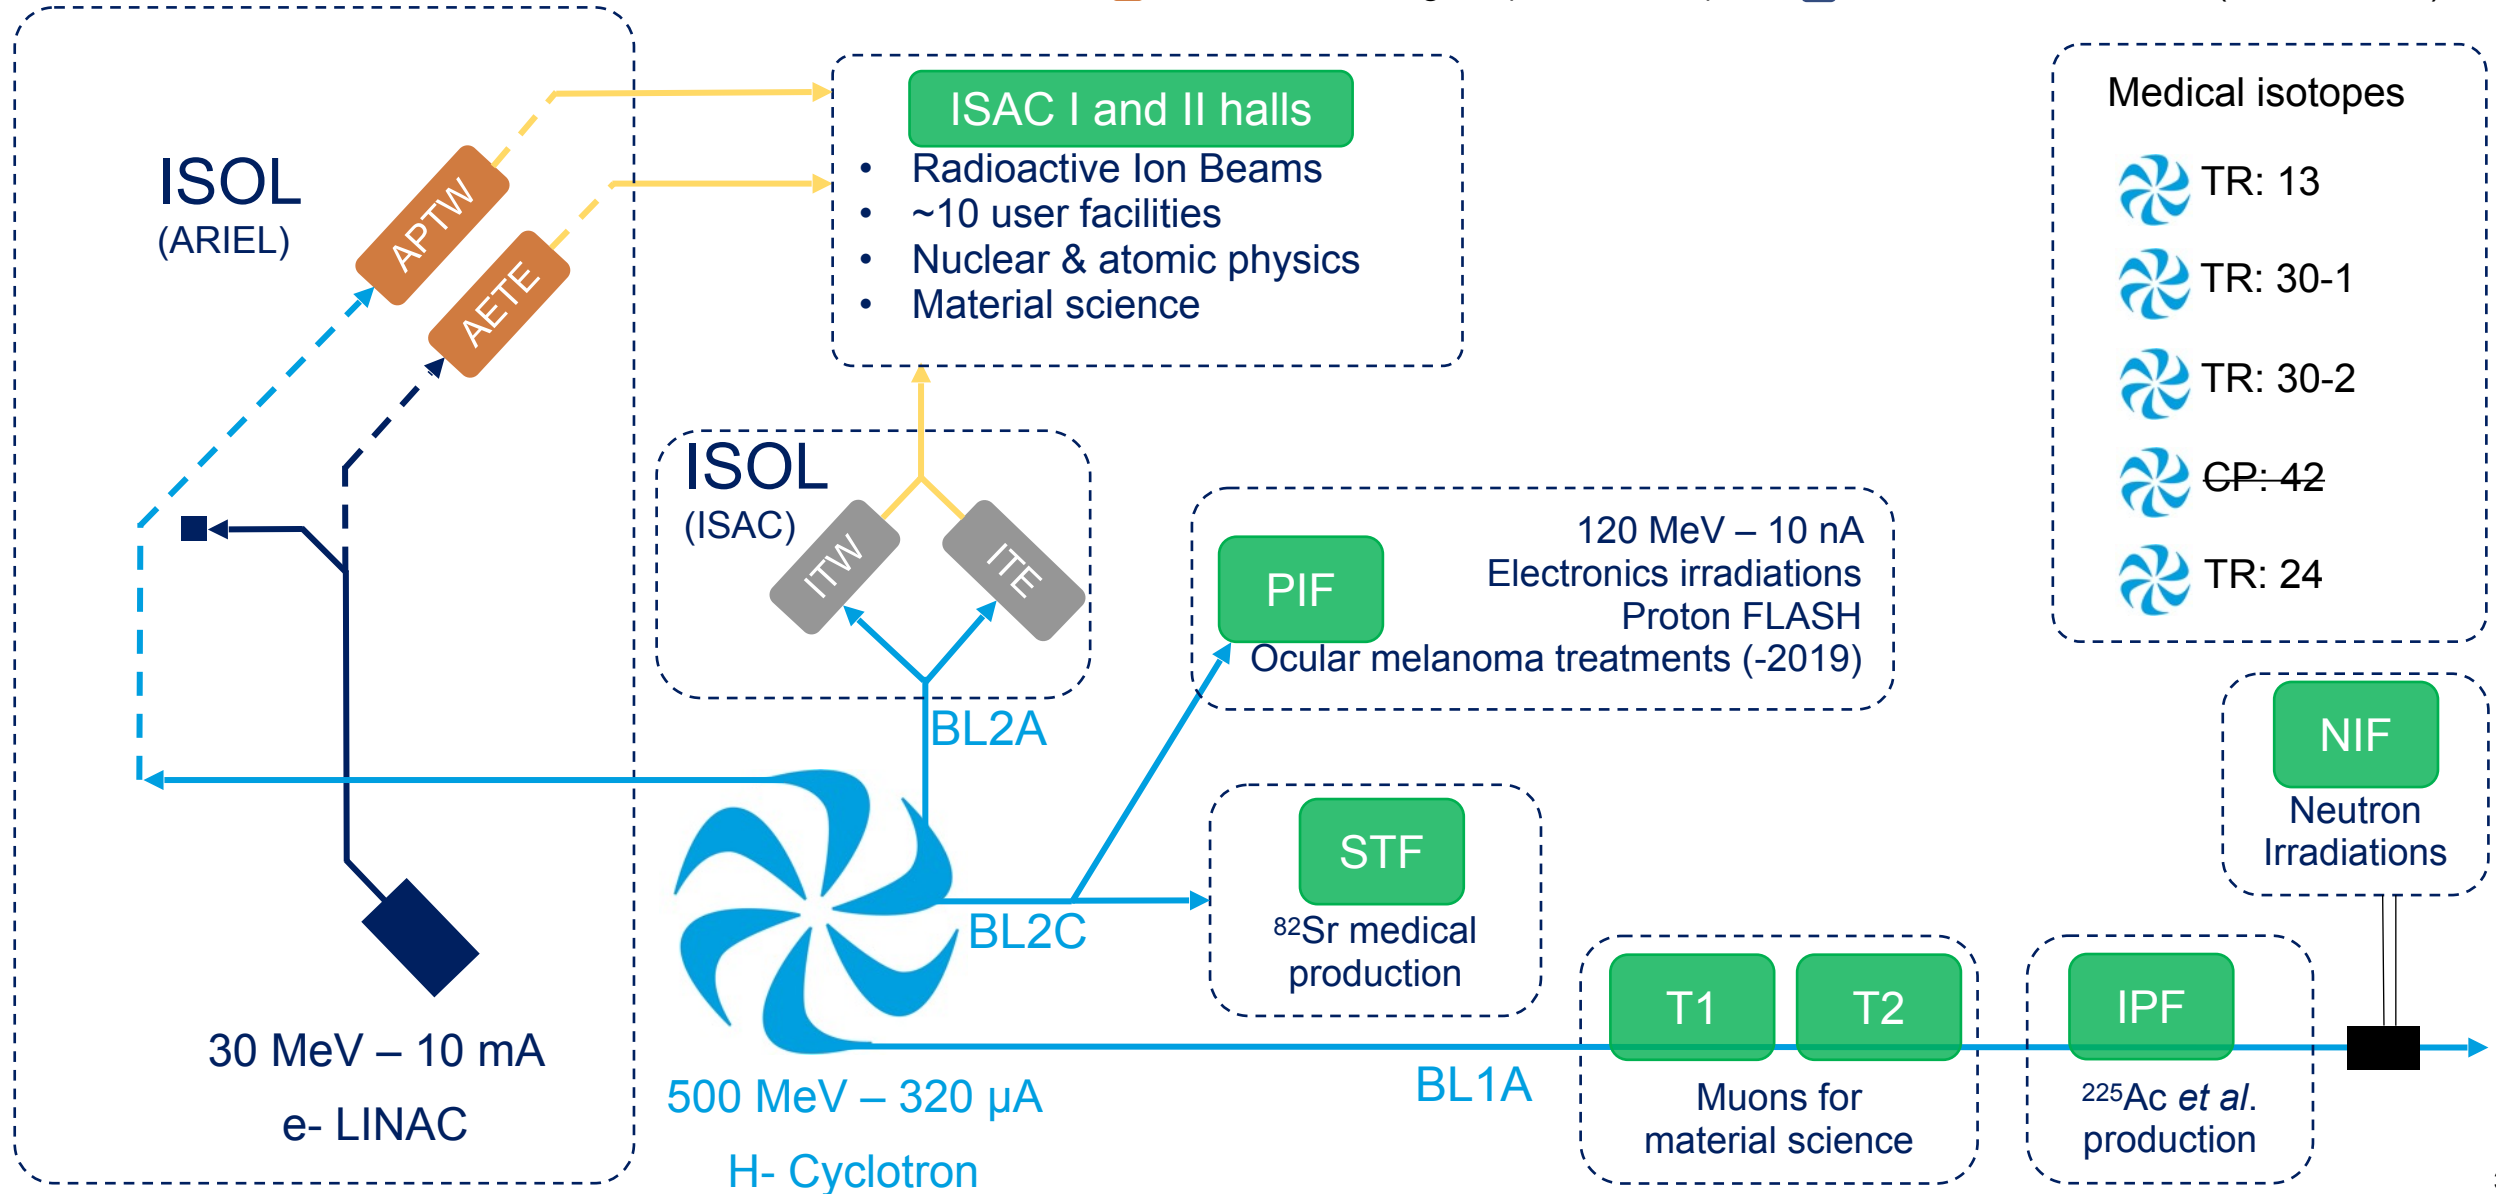 ISOL
(ARIEL)
APTW
AETE
30 MeV – 10 mA
e- LINAC
ISAC I and II halls
• Radioactive Ion Beams
• ~10 user facilities
• Nuclear & atomic physics
• Material science
ISOL
(ISAC)
ITW
ITE
BL2A
BL2C
500 MeV – 320 µA
H- Cyclotron
PIF
120 MeV – 10 nA
Electronics irradiations
Proton FLASH
Ocular melanoma treatments (-2019)
STF
⁸²Sr medical
production
BL1A
T1
T2
Muons for
material science
IPF
²²⁵Ac et al.
production
NIF
Neutron
Irradiations
Medical isotopes
TR: 13
TR: 30-1
TR: 30-2
CP: 42
TR: 24